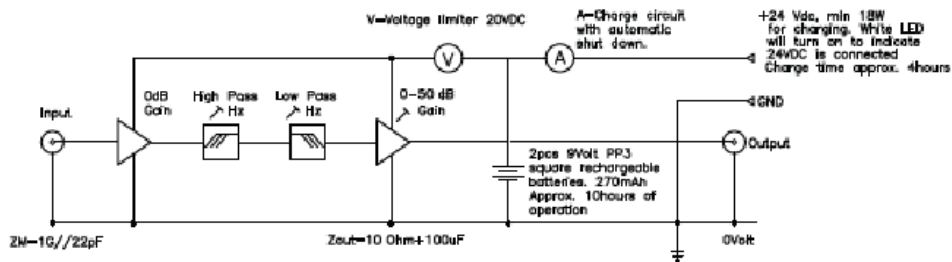 V-Voltage limiter 20VDC
A-Charge circuit
with automatic
shut down.
+24 Vdc, min 18W
for charging. White LED
will turn on to indicate
24VDC is connected
Charge time approx. 4hours
V
A
0dB
Gain
High Pass
Hz
Low Pass
Hz
0-50 dB
Gain
GND
Input
Output
2pcs 9Volt PP3
square rechargeable
batteries. 270mAh
Approx. 10hours of
operation
ZIN-1G//22pF
Zout=10 Ohm+100uF
0Volt